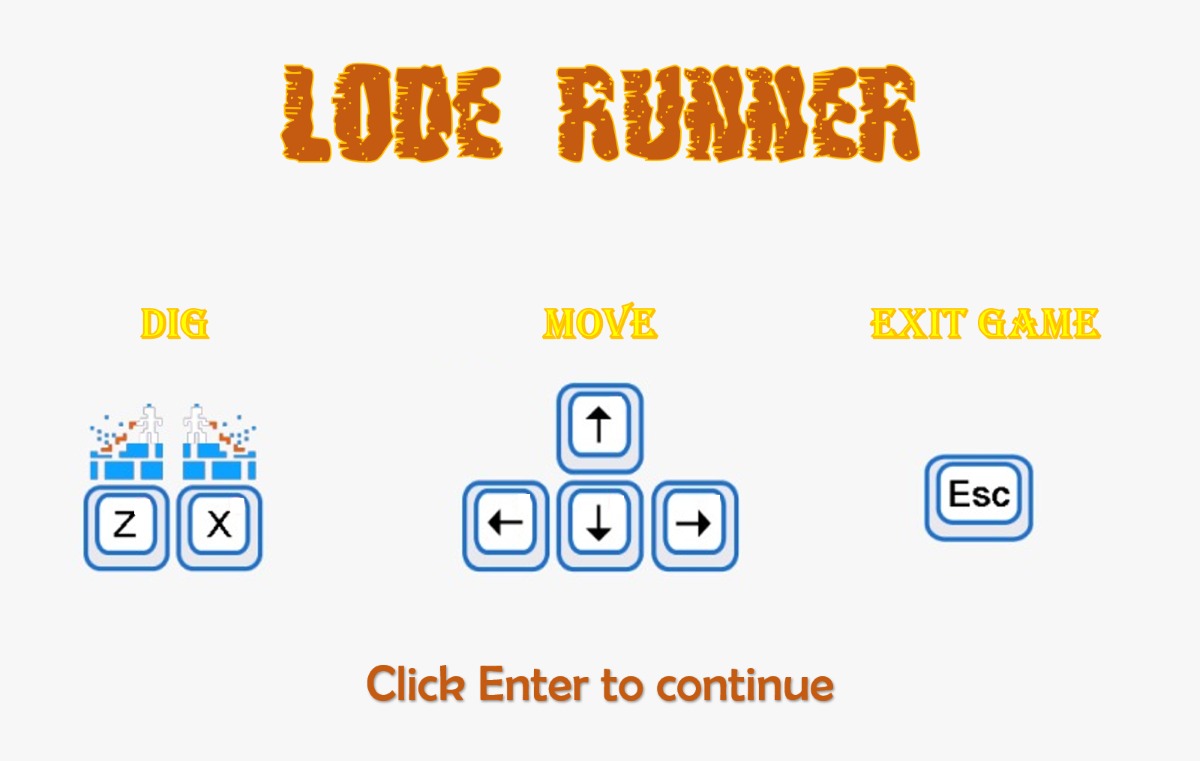 LODE RUNNER
DIG MOVE EXIT GAME
↑
Z X ← ↓ → Esc
Click Enter to continue